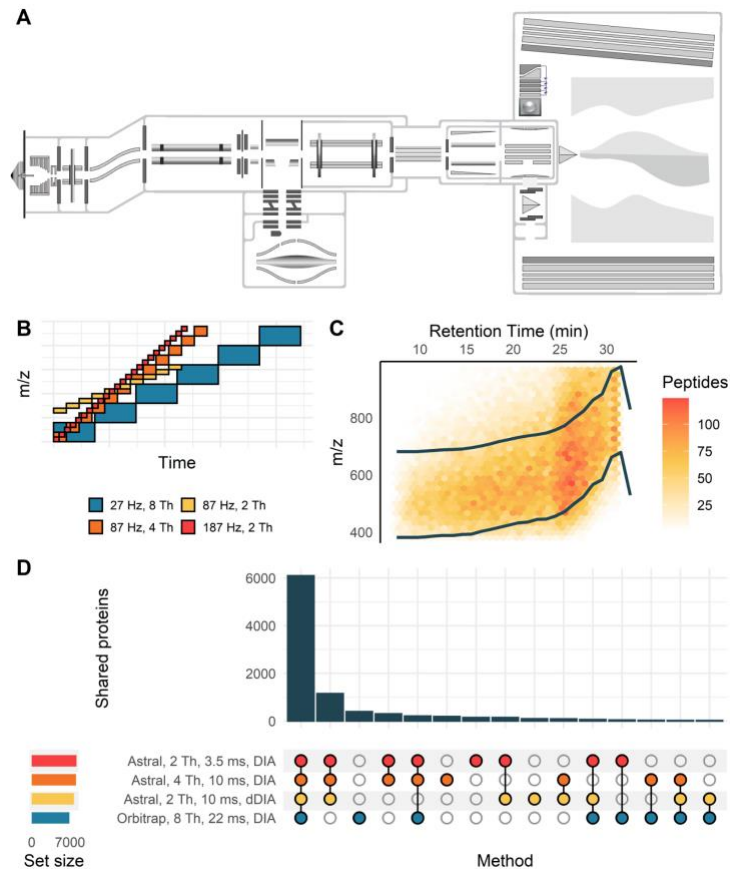 A
B
m/z
Time
27 Hz, 8 Th
87 Hz, 2 Th
87 Hz, 4 Th
187 Hz, 2 Th
C
Retention Time (min)
10 20 30
m/z
800
600
400
Peptides
100
75
50
25
D
Shared proteins
6000
4000
2000
0
Astral, 2 Th, 3.5 ms, DIA
Astral, 4 Th, 10 ms, DIA
Astral, 2 Th, 10 ms, dDIA
Orbitrap, 8 Th, 22 ms, DIA
0 7000
Set size
Method